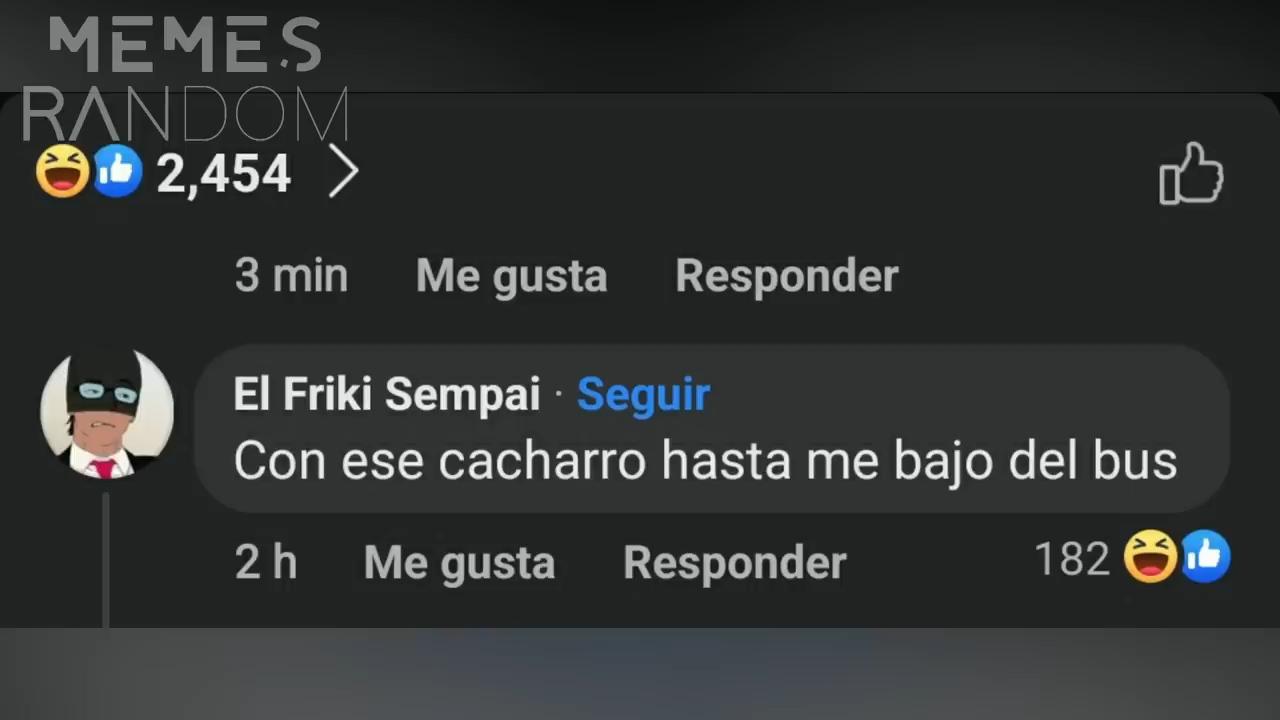 MEMES
RANDOM
2,454
3 min Me gusta Responder
El Friki Sempai · Seguir
Con ese cacharro hasta me bajo del bus
2 h Me gusta Responder 182